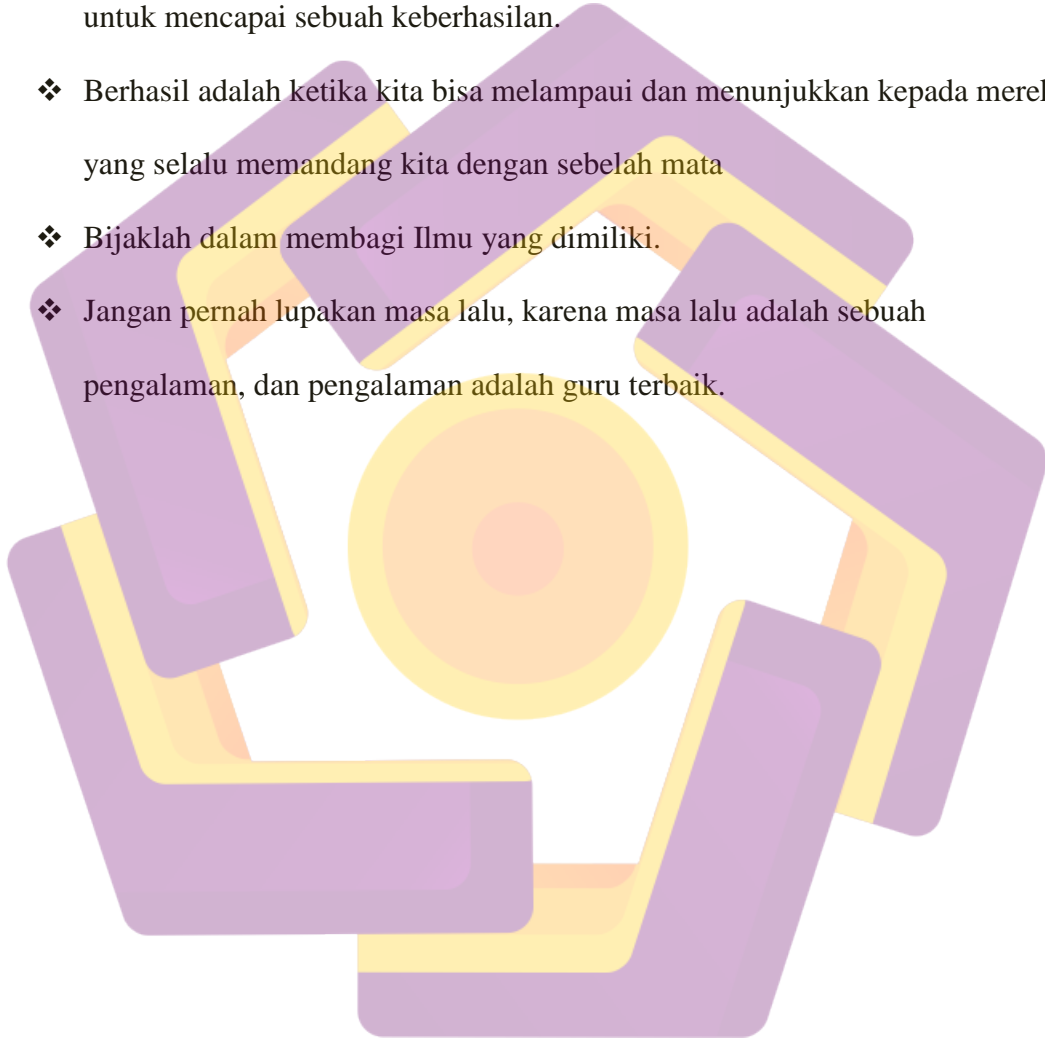 untuk mencapai sebuah keberhasilan.
❖ Berhasil adalah ketika kita bisa melampaui dan menunjukkan kepada
yang selalu memandang kita dengan sebelah mata
❖ Bijaklah dalam membagi Ilmu yang dimiliki.
❖ Jangan pernah lupakan masa lalu, karena masa lalu adalah sebuah
pengalaman, dan pengalaman adalah guru terbaik.